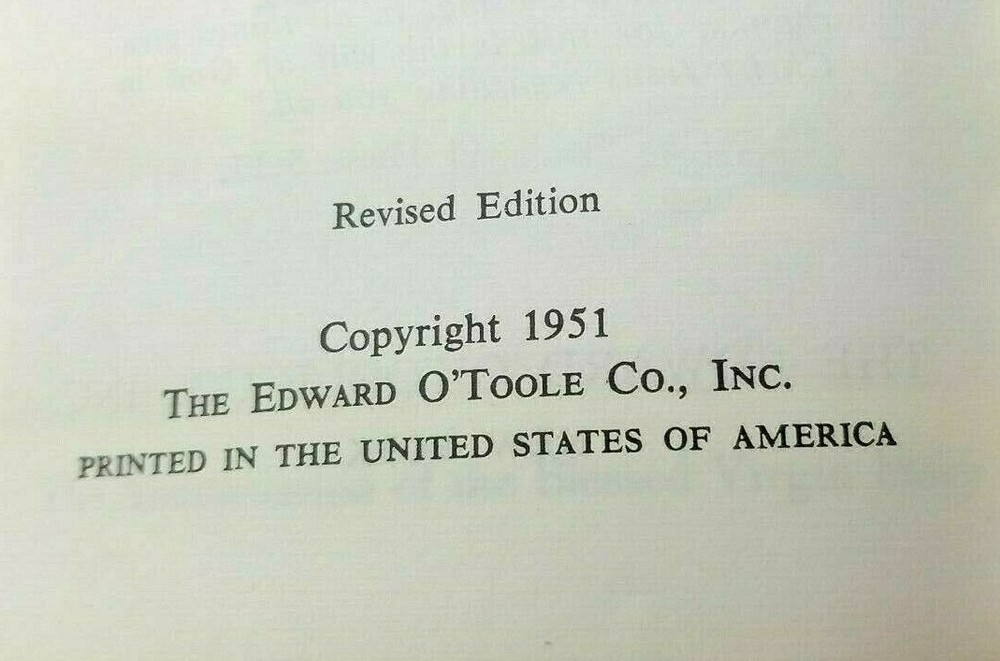 Revised Edition
Copyright 1951
THE EDWARD O'TOOLE CO., INC.
PRINTED IN THE UNITED STATES OF AMERICA